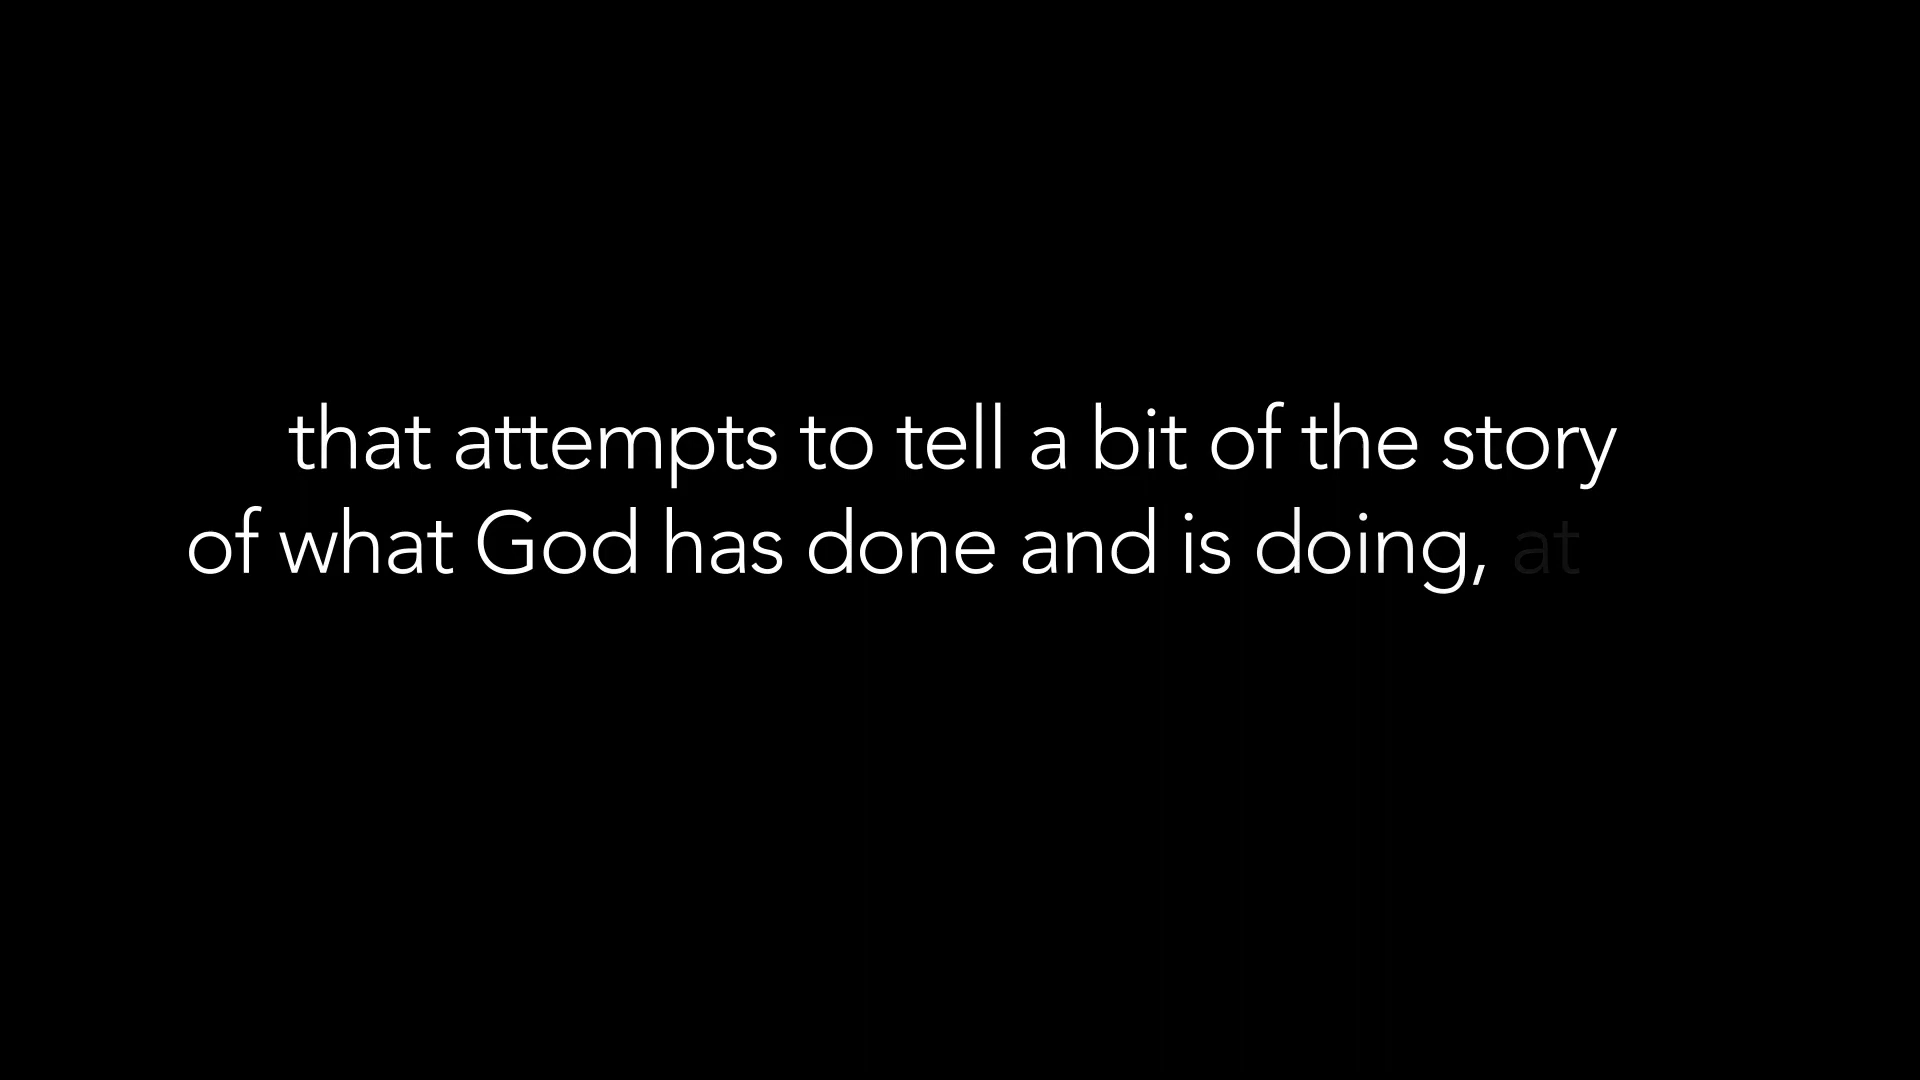 that attempts to tell a bit of the story
of what God has done and is doing, at